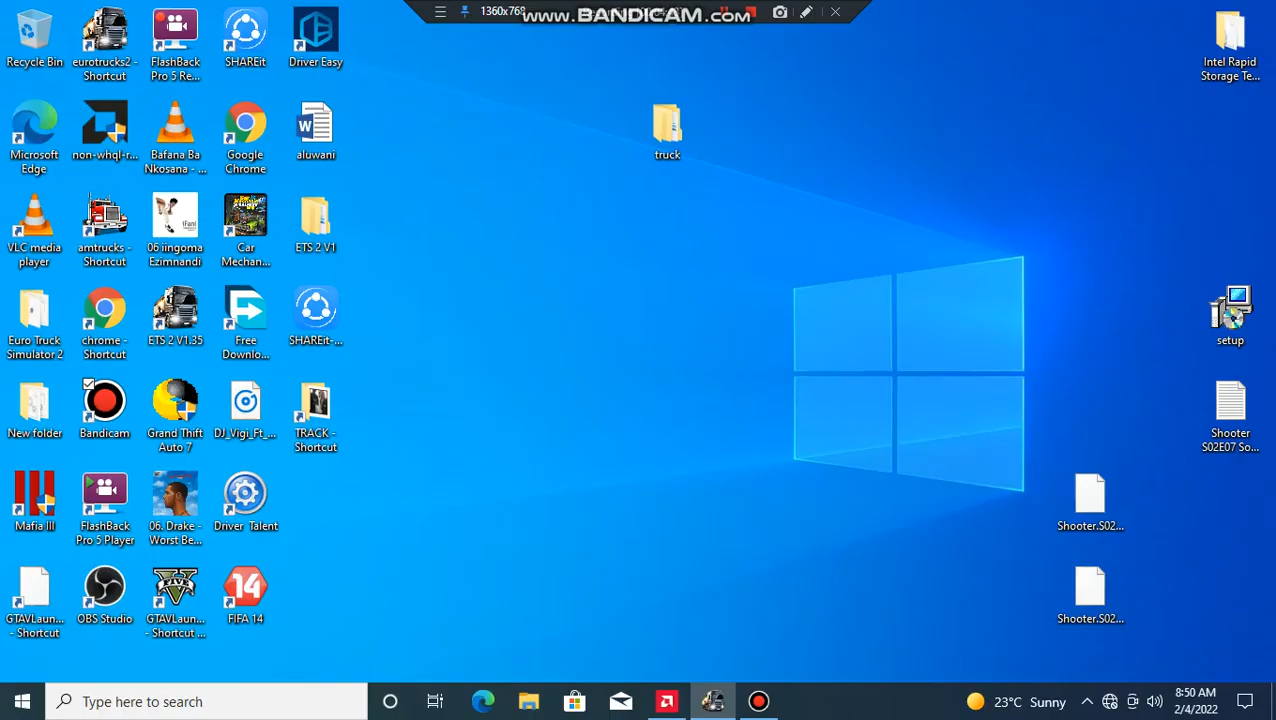 1360x768
www.BANDICAM.com
Recycle Bin
eurotrucks2 -
Shortcut
FlashBack
Pro 5 Re...
SHAREit
Driver Easy
Intel Rapid
Storage Te...
Microsoft
Edge
non-whql-r...
Bafana Ba
Nkosana - ...
Google
Chrome
aluwani
truck
VLC media
player
amtrucks -
Shortcut
06 iingoma
Ezimnandi
Car
Mechan...
ETS 2 V1
Euro Truck
Simulator 2
chrome -
Shortcut
ETS 2 V1.35
Free
Downlo...
SHAREit-...
setup
New folder
Bandicam
Grand Thift
Auto 7
DJ_Vigi_Ft_...
TRACK -
Shortcut
Shooter
S02E07 So...
Mafia III
FlashBack
Pro 5 Player
06. Drake -
Worst Be...
Driver Talent
Shooter.S02...
GTAVLaun...
- Shortcut
OBS Studio
GTAVLaun...
- Shortcut ...
14
FIFA 14
Shooter.S02...
Type here to search
23°C Sunny
8:50 AM
2/4/2022